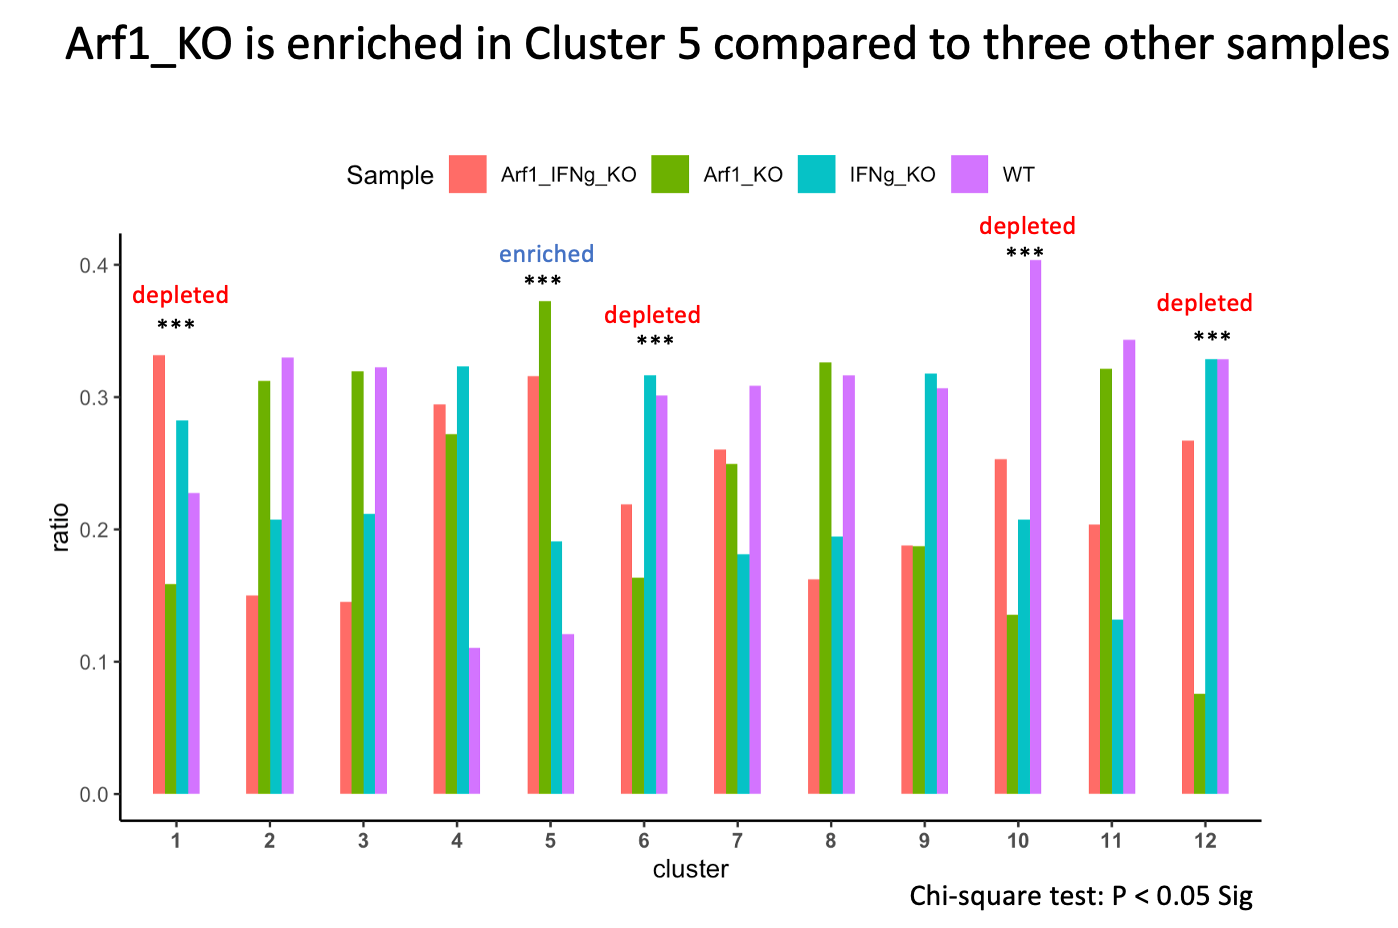 Arf1_KO is enriched in Cluster 5 compared to three other samples
Sample Arf1_IFNg_KO Arf1_KO IFNg_KO WT
depleted
***
enriched
***
depleted
***
depleted
***
depleted
***
ratio
0.4
0.3
0.2
0.1
0.0
1 2 3 4 5 6 7 8 9 10 11 12
cluster
Chi-square test: P < 0.05 Sig